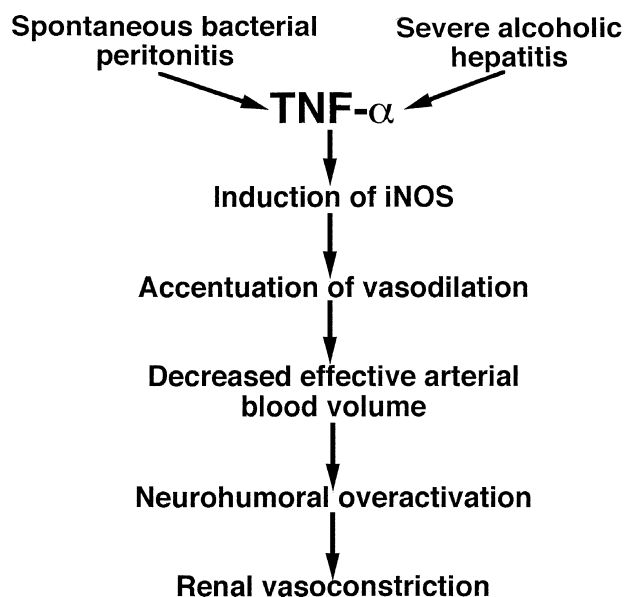 Spontaneous bacterial
peritonitis
Severe alcoholic
hepatitis
TNF-α
Induction of iNOS
Accentuation of vasodilation
Decreased effective arterial
blood volume
Neurohumoral overactivation
Renal vasoconstriction